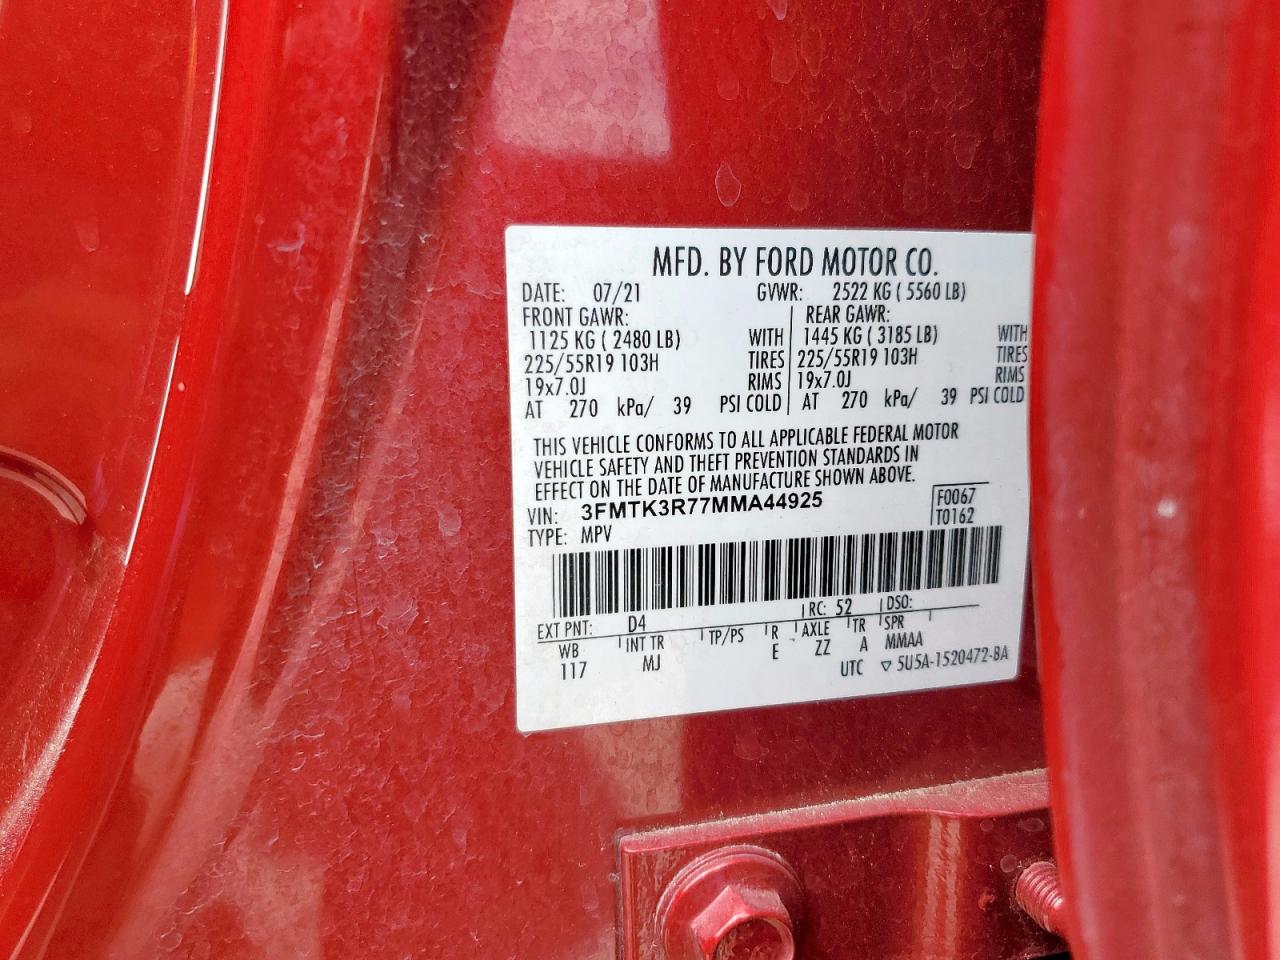 MFD. BY FORD MOTOR CO.
DATE: 07/21 GVWR: 2522 KG ( 5560 LB)
FRONT GAWR: REAR GAWR:
1125 KG ( 2480 LB) WITH 1445 KG ( 3185 LB) WITH
225/55R19 103H TIRES 225/55R19 103H TIRES
19x7.0J RIMS 19x7.0J RIMS
AT 270 kPa/ 39 PSI COLD AT 270 kPa/ 39 PSI COLD
THIS VEHICLE CONFORMS TO ALL APPLICABLE FEDERAL MOTOR
VEHICLE SAFETY AND THEFT PREVENTION STANDARDS IN
EFFECT ON THE DATE OF MANUFACTURE SHOWN ABOVE.
VIN: 3FMTK3R77MMA44925 F0067
TYPE: MPV T0162
EXT PNT: D4 RC: 52 DSO:
WB INT TR TP/PS R AXLE TR SPR
117 MJ E ZZ A MMAA
UTC ▽ 5U5A-1520472-BA